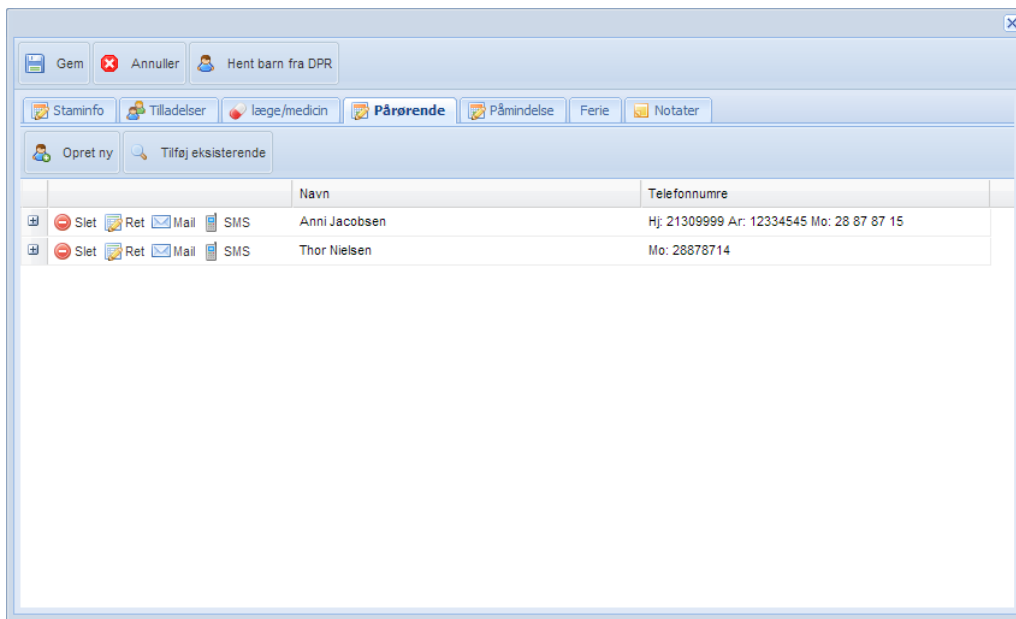 Gem Annuller Hent barn fra DPR
Staminfo Tilladelser læge/medicin Pårørende Påmindelse Ferie Notater
Opret ny Tilføj eksisterende
Navn Telefonnumre
Slet Ret Mail SMS Anni Jacobsen Hj: 21309999 Ar: 12334545 Mo: 28 87 87 15
Slet Ret Mail SMS Thor Nielsen Mo: 28878714